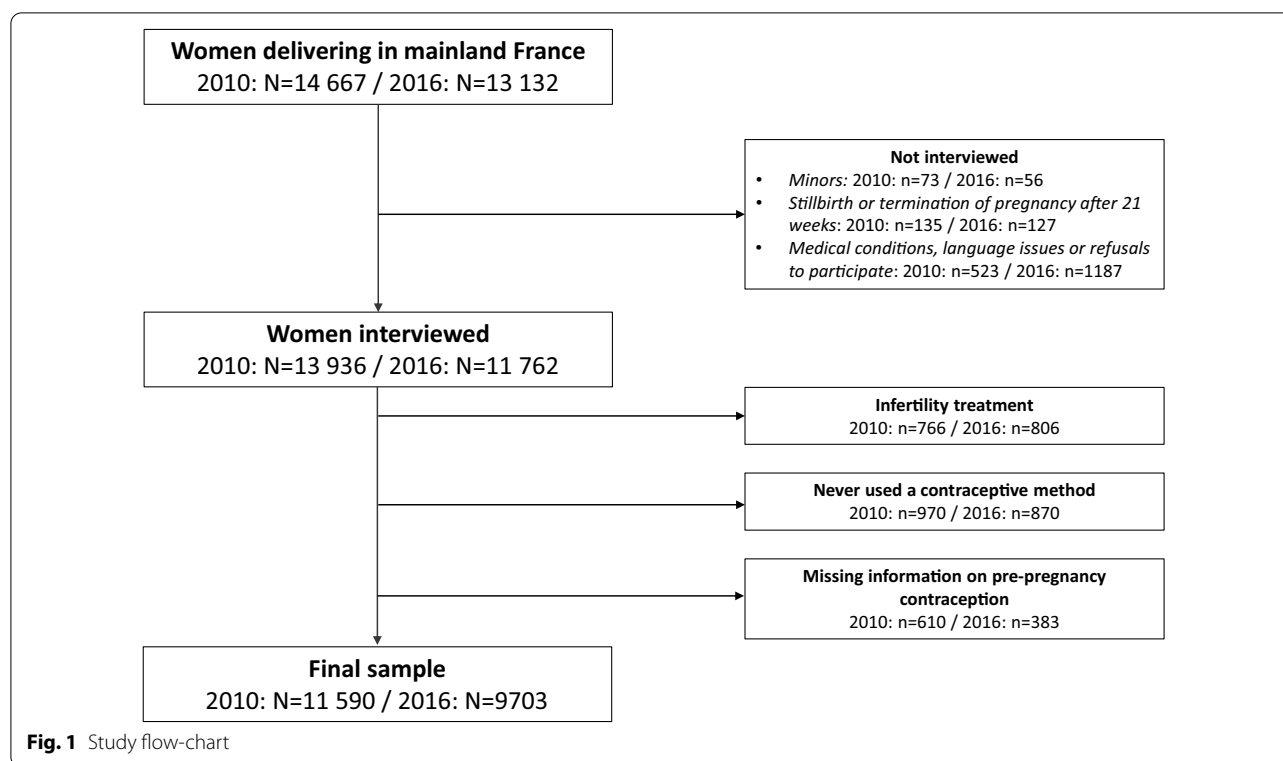 Women delivering in mainland France
2010: N=14 667 / 2016: N=13 132
Not interviewed
• Minors: 2010: n=73 / 2016: n=56
• Stillbirth or termination of pregnancy after 21
weeks: 2010: n=135 / 2016: n=127
• Medical conditions, language issues or refusals
to participate: 2010: n=523 / 2016: n=1187
Women interviewed
2010: N=13 936 / 2016: N=11 762
Infertility treatment
2010: n=766 / 2016: n=806
Never used a contraceptive method
2010: n=970 / 2016: n=870
Missing information on pre-pregnancy
contraception
2010: n=610 / 2016: n=383
Final sample
2010: N=11 590 / 2016: N=9703
Fig. 1 Study flow-chart